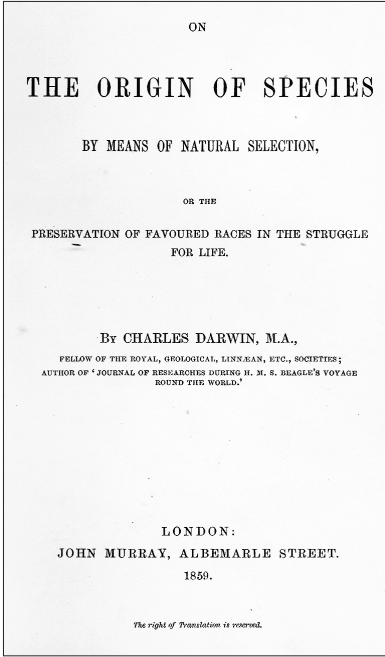 ON
THE ORIGIN OF SPECIES
BY MEANS OF NATURAL SELECTION,
OR THE
PRESERVATION OF FAVOURED RACES IN THE STRUGGLE
FOR LIFE.
BY CHARLES DARWIN, M.A.,
FELLOW OF THE ROYAL, GEOLOGICAL, LINNÆAN, ETC., SOCIETIES;
AUTHOR OF ‘JOURNAL OF RESEARCHES DURING H. M. S. BEAGLE’S VOYAGE
ROUND THE WORLD.’
LONDON:
JOHN MURRAY, ALBEMARLE STREET.
1859.
The right of Translation is reserved.